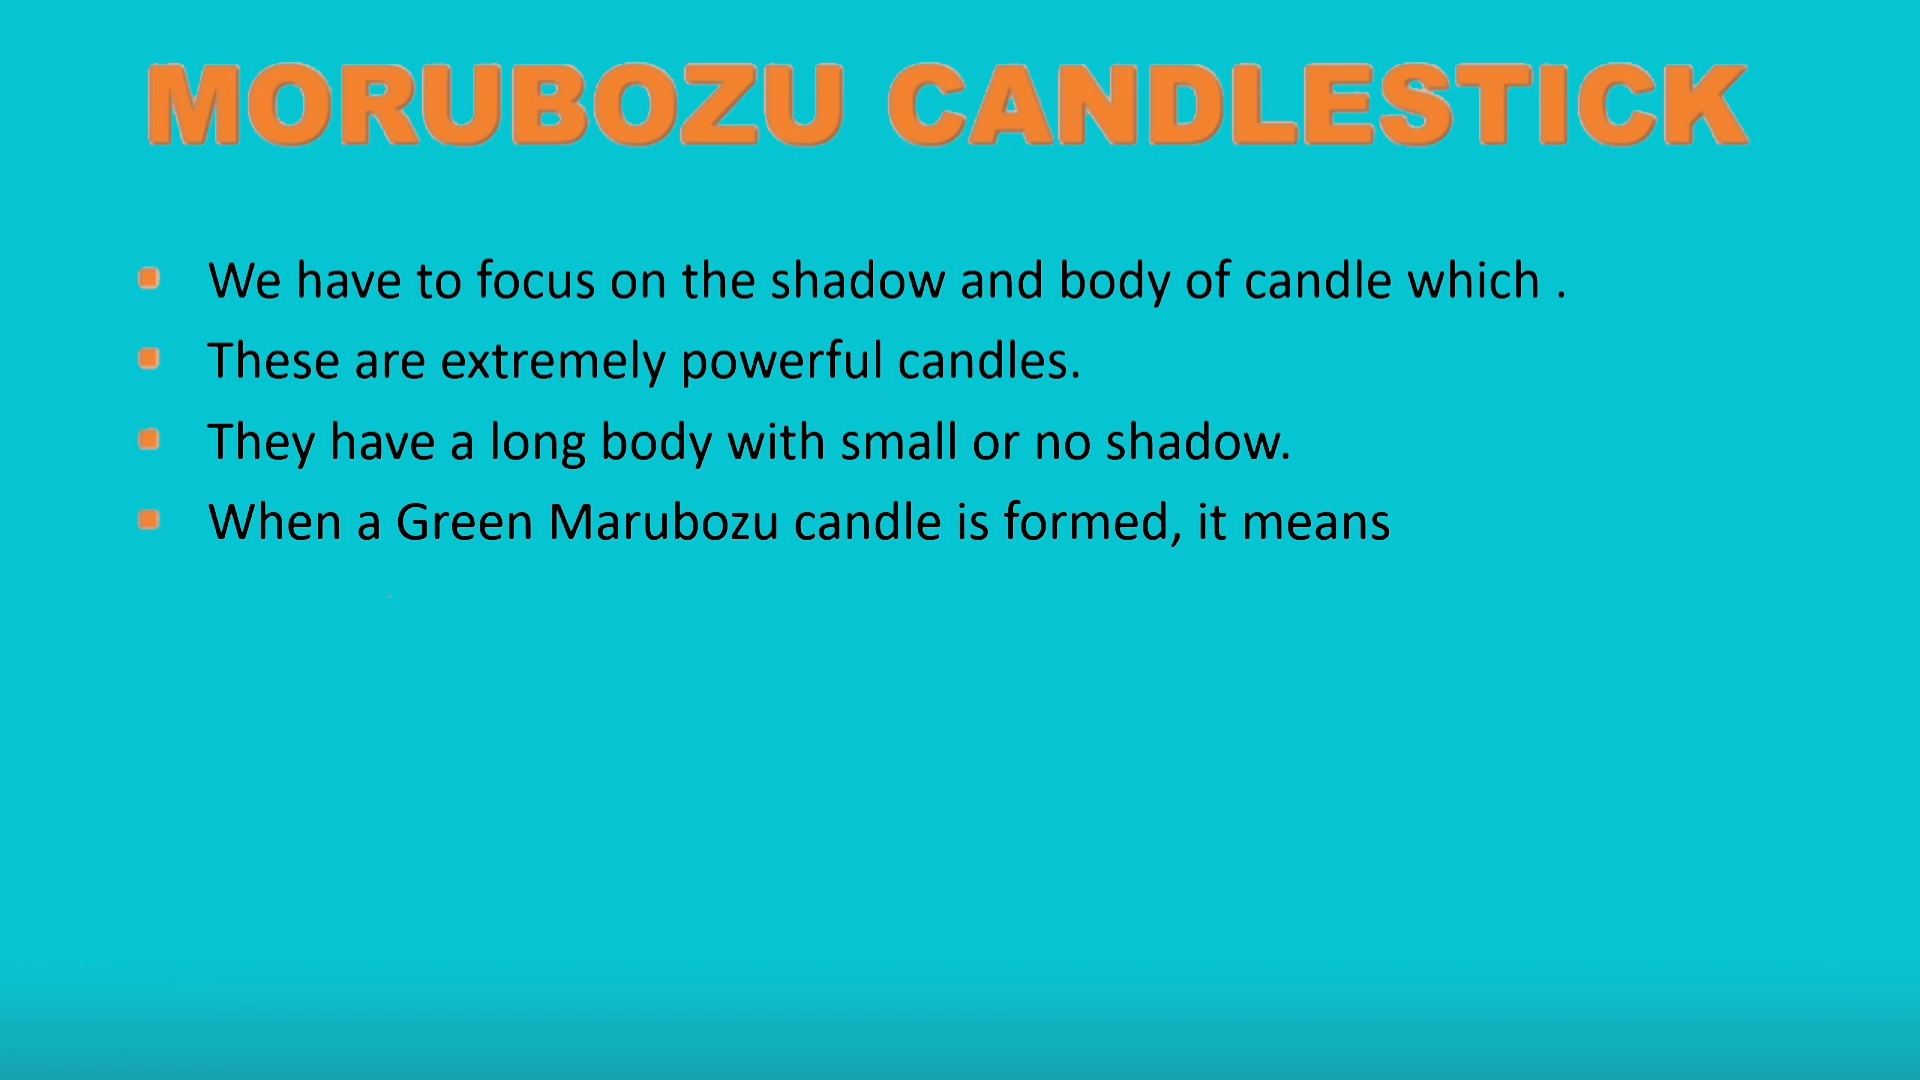 MORUBOZU CANDLESTICK
We have to focus on the shadow and body of candle which .
These are extremely powerful candles.
They have a long body with small or no shadow.
When a Green Marubozu candle is formed, it means